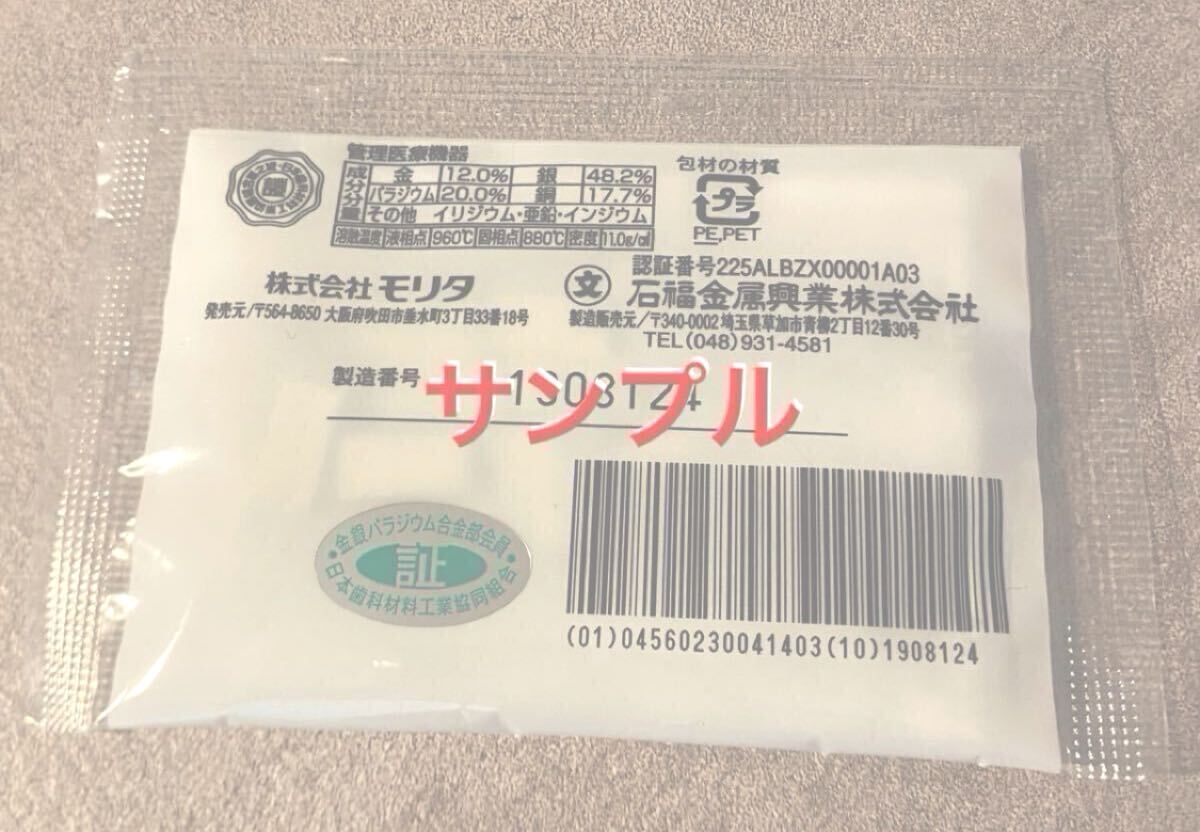 管理医療機器
成分分量
金 12.0% 銀 48.2%
パラジウム 20.0% 銅 17.7%
その他 イリジウム・亜鉛・インジウム
溶融温度 液相点 960℃ 固相点 880℃ 密度 11.0g/㎤
包材の材質
プラ
PE,PET
認証番号225ALBZX00001A03
株式会社 モリタ
発売元/〒564-8650 大阪府吹田市垂水町3丁目33番18号
文 石福金属興業株式会社
製造販売元/〒340-0002 埼玉県草加市青柳2丁目12番30号
TEL(048)931-4581
製造番号 1908124
サンプル
金銀パラジウム合金部会員
証
日本歯科材料工業協同組合
(01)04560230041403(10)1908124